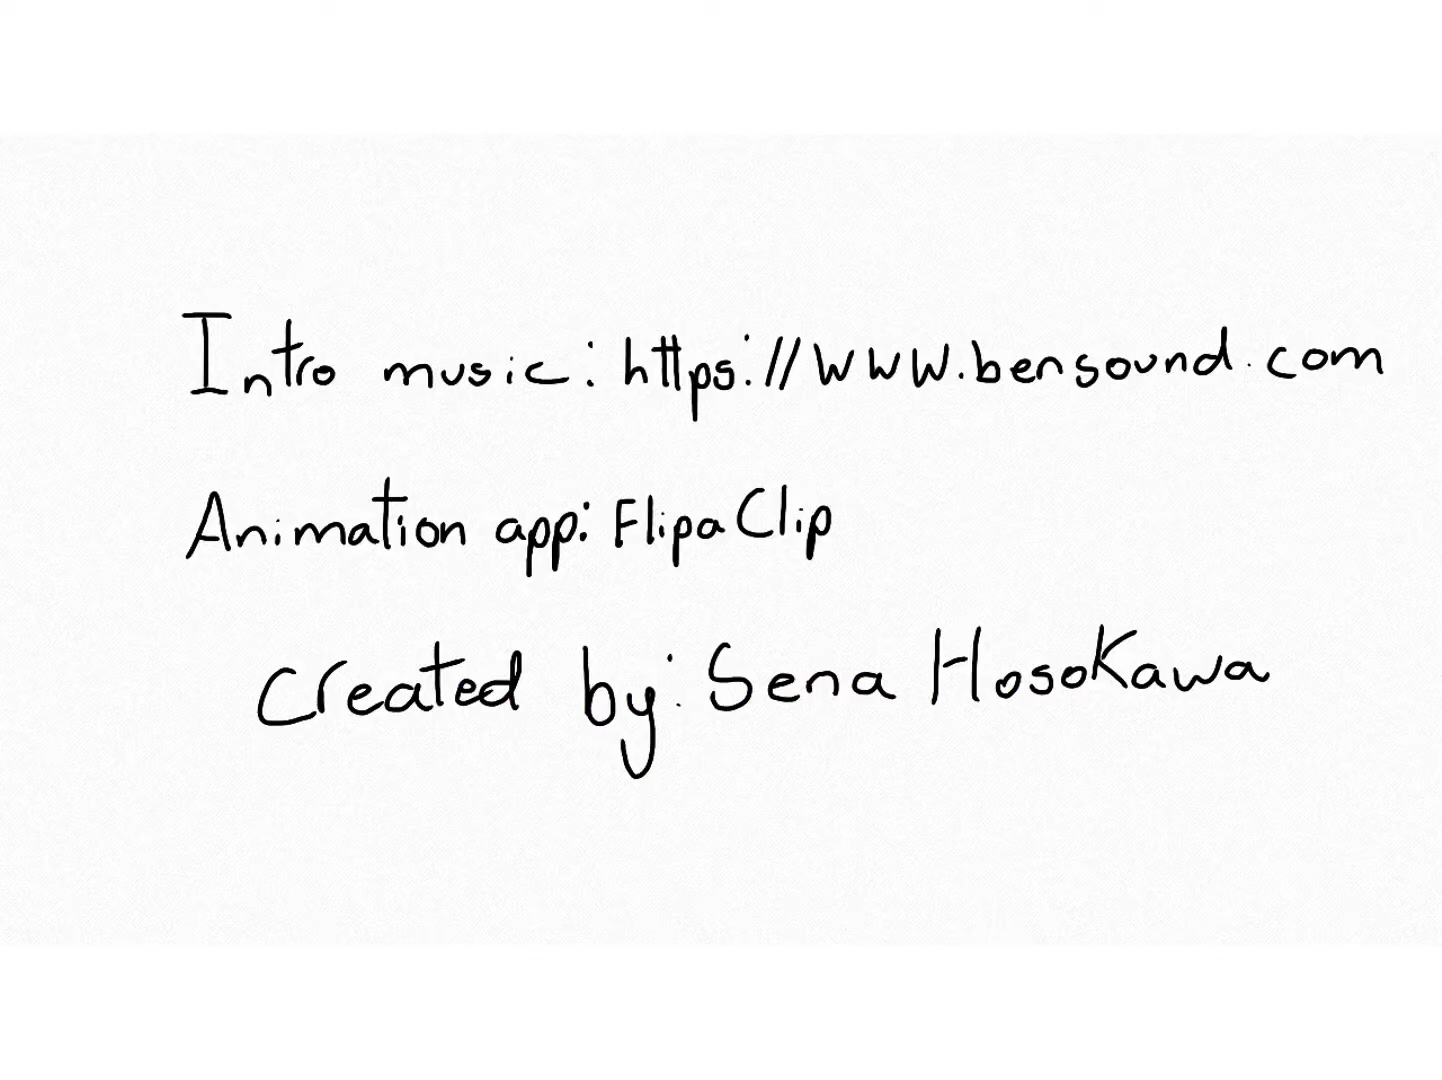 Intro music: https://www.bensound.com
Animation app: FlipaClip
Created by: Sena Hosokawa